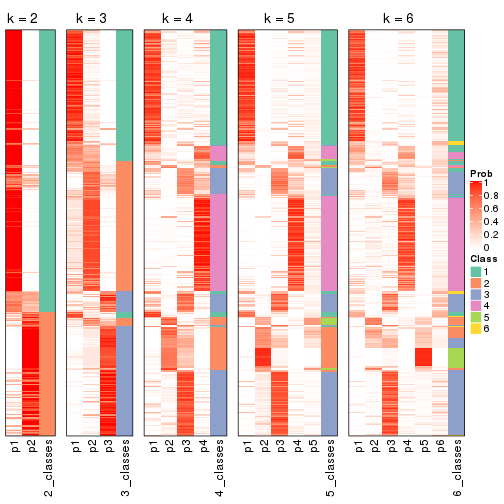 k = 2
k = 3
k = 4
k = 5
k = 6
Prob
1
0.8
0.6
0.4
0.2
0
Class
1
2
3
4
5
6
p1
p2
2_classes
p1
p2
p3
3_classes
p1
p2
p3
p4
4_classes
p1
p2
p3
p4
p5
5_classes
p1
p2
p3
p4
p5
p6
6_classes